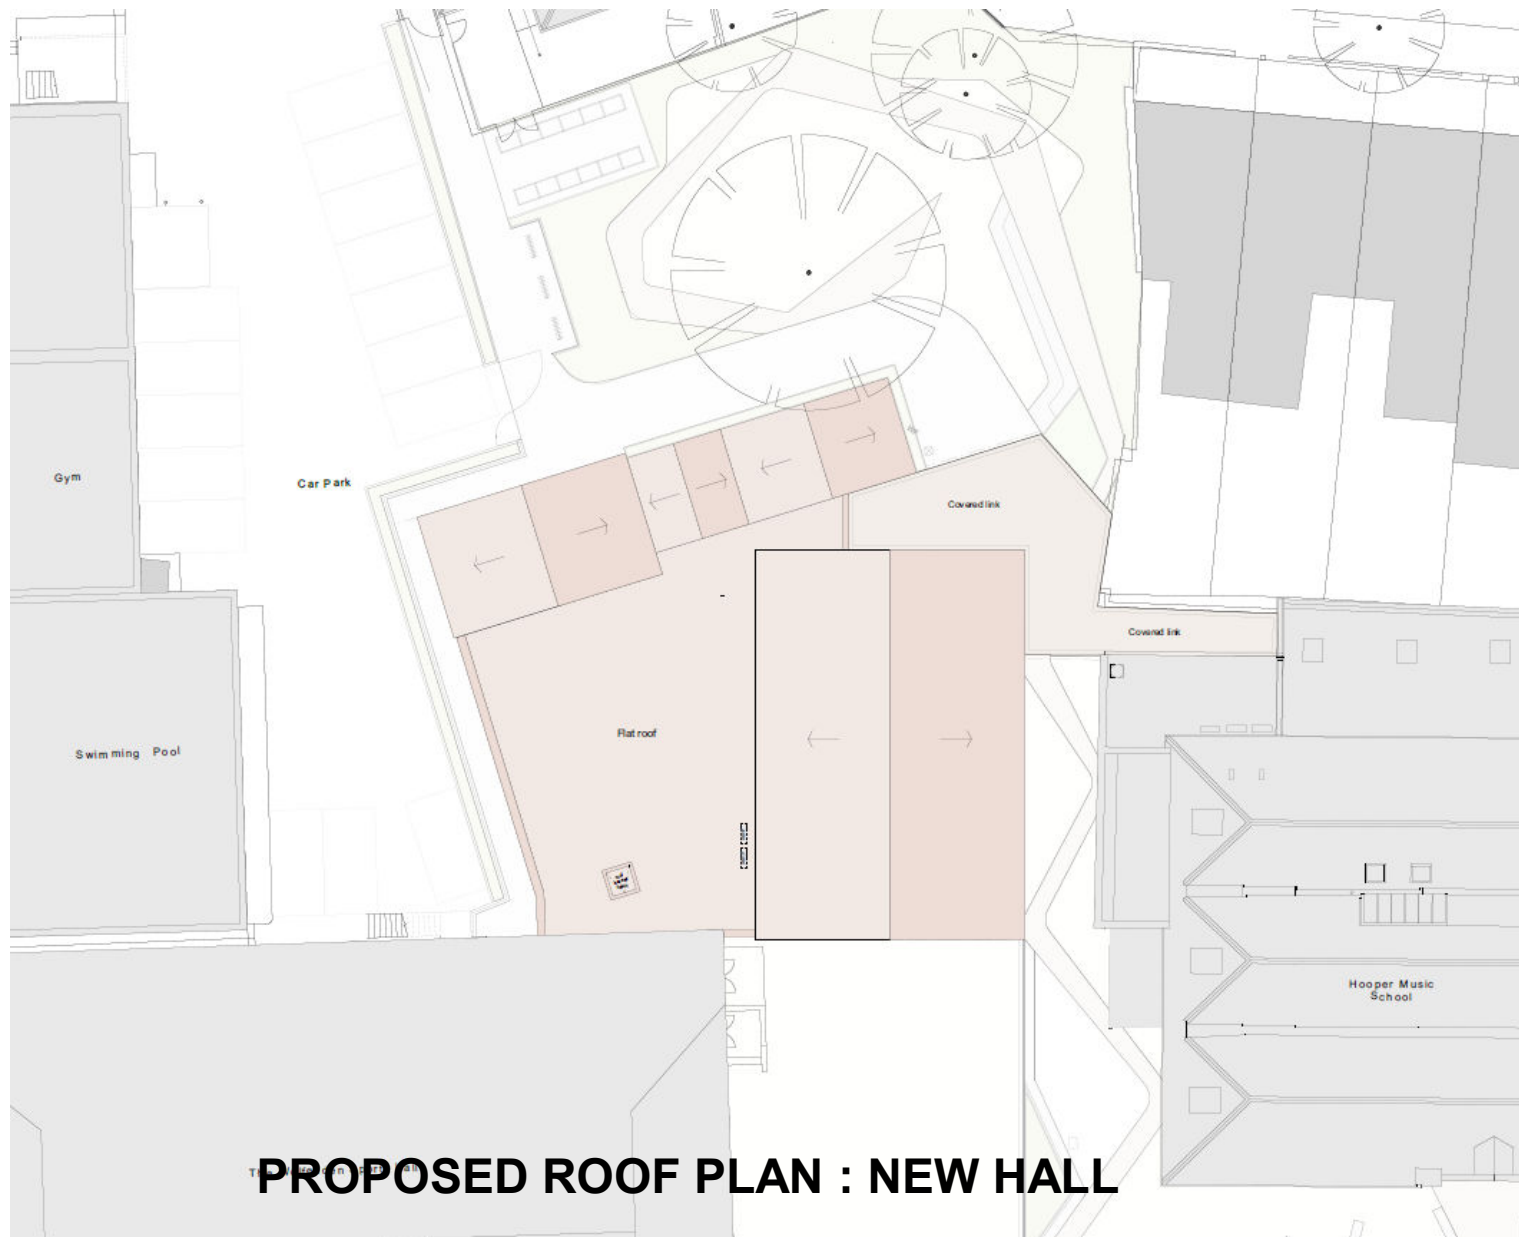 Gym
Car Park
Covered link
Covered link
Flat roof
Swimming Pool
Hooper Music
School
PROPOSED ROOF PLAN : NEW HALL